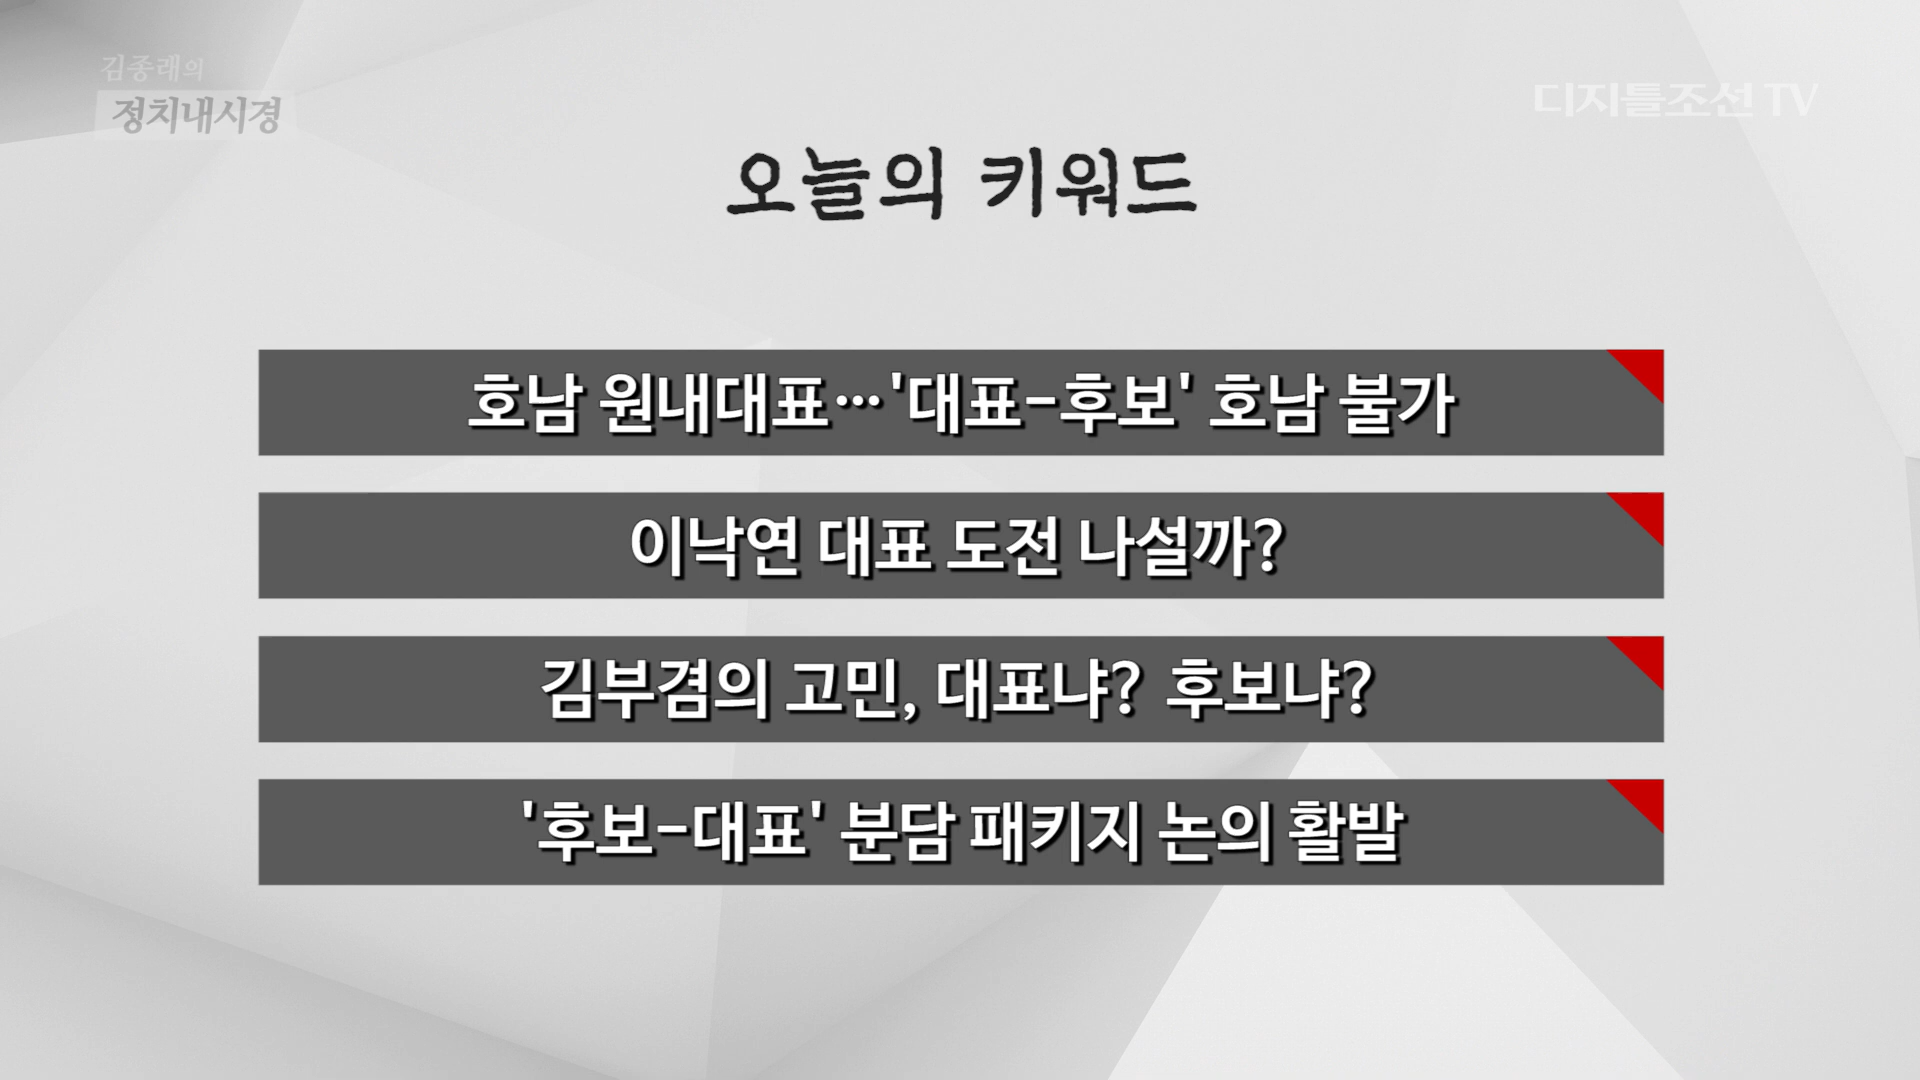 김종래의
정치내시경
디지틀조선 TV
오늘의 키워드
호남 원내대표…'대표-후보' 호남 불가
이낙연 대표 도전 나설까?
김부겸의 고민, 대표냐? 후보냐?
'후보-대표' 분담 패키지 논의 활발